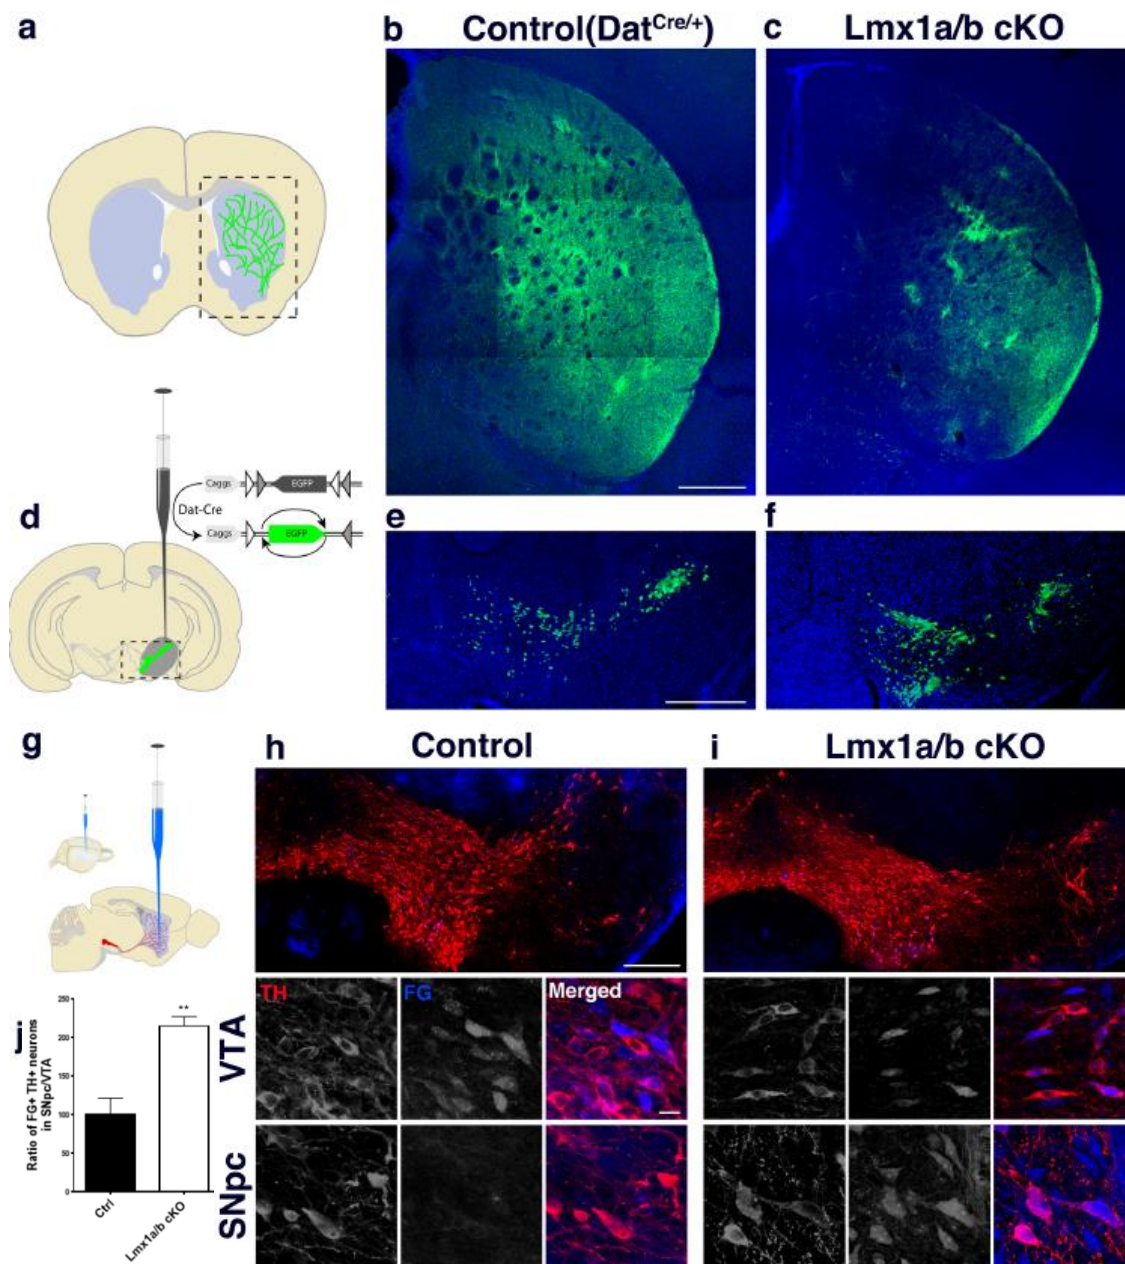 a
b Control(Dat^Cre/+)
c Lmx1a/b cKO
d
Caggs EGFP
Dat-Cre
Caggs EGFP
e
f
g
h Control
i Lmx1a/b cKO
TH FG Merged
VTA
SNpc
j
Ratio of FG+ TH+ neurons
in SNpc/VTA
250
200
150
100
50
0
**
Ctrl
Lmx1a/b cKO